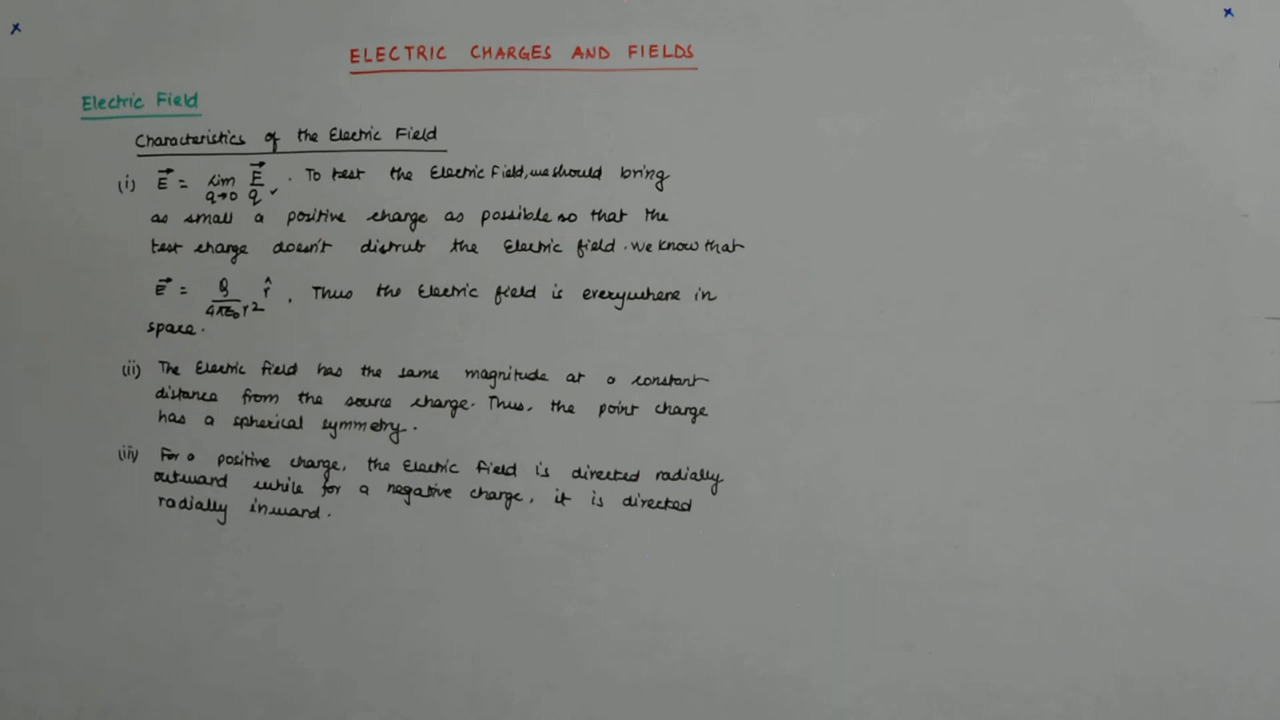 ELECTRIC CHARGES AND FIELDS
Electric Field
Characteristics of the Electric Field
(i) E⃗ = lim q→0 E⃗/q . To test the Electric Field, we should bring
as small a positive charge as possible so that the
test charge doesn't distrub the Electric field. We know that
E⃗ = Q/4πε₀r² r̂ . Thus the Electric field is everywhere in
space.
(ii) The Electric field has the same magnitude at a constant
distance from the source charge. Thus, the point charge
has a spherical symmetry.
(iii) For a positive charge, the Electric Field is directed radially
outward while for a negative charge, it is directed
radially inward.